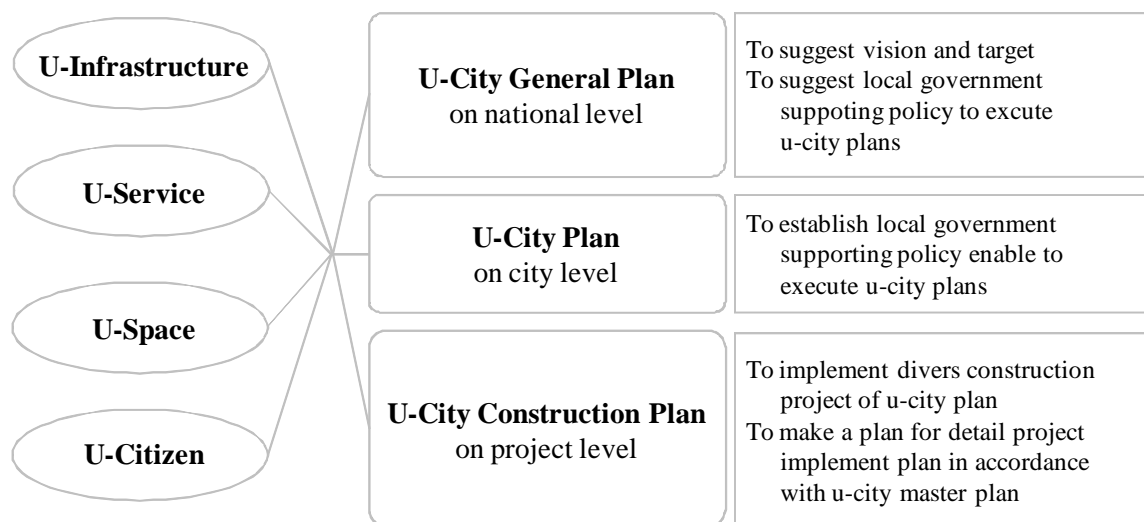 U-Infrastructure
U-Service
U-Space
U-Citizen
U-City General Plan
on national level
To suggest vision and target
To suggest local government
suppoting policy to excute
u-city plans
U-City Plan
on city level
To establish local government
supporting policy enable to
execute u-city plans
U-City Construction Plan
on project level
To implement divers construction
project of u-city plan
To make a plan for detail project
implement plan in accordance
with u-city master plan